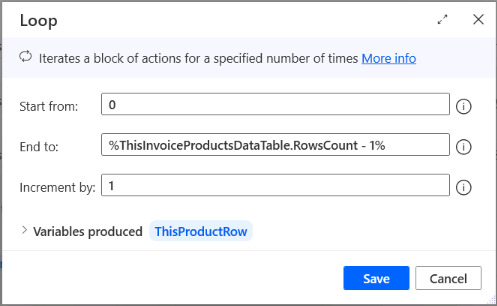 Loop
Iterates a block of actions for a specified number of times More info
Start from: 0
End to: %ThisInvoiceProductsDataTable.RowsCount - 1%
Increment by: 1
Variables produced ThisProductRow
Save Cancel